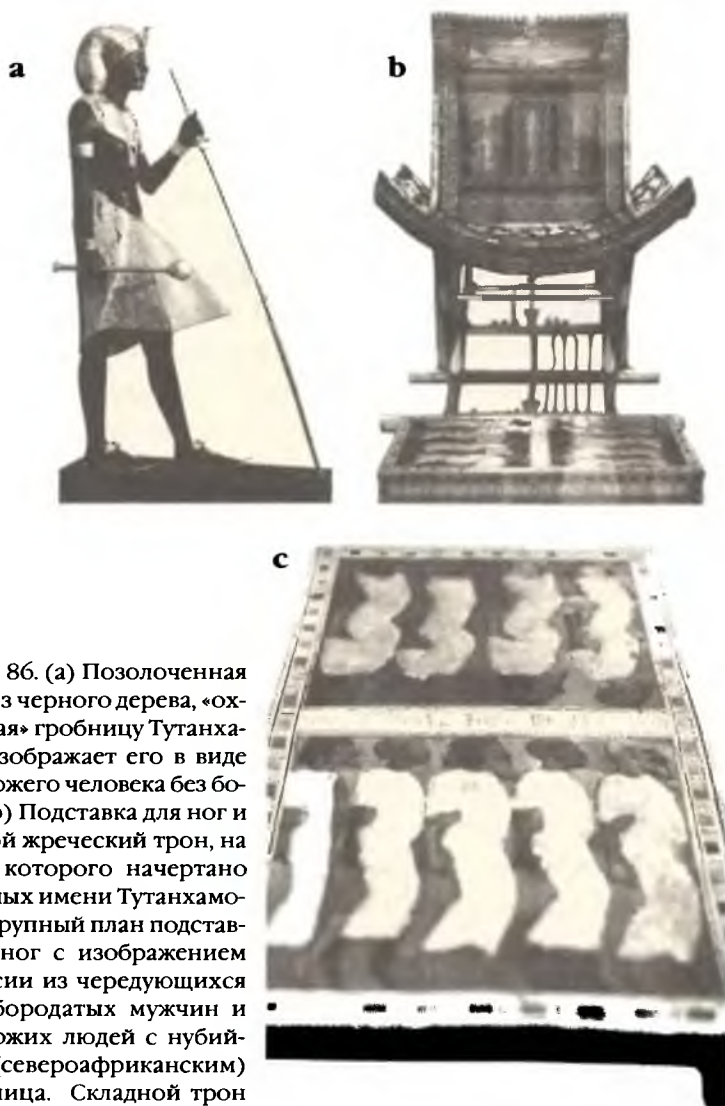 a
b
c
86. (a) Позолоченная
з черного дерева, «ох-
ая» гробницу Тутанха-
зображает его в виде
ожего человека без бо-
) Подставка для ног и
ой жреческий трон, на
которого начертано
ных имени Тутанхамо-
рупный план подстав-
ног с изображением
сии из чередующихся
бородатых мужчин и
ожих людей с нубий-
(североафриканским)
ица. Складной трон